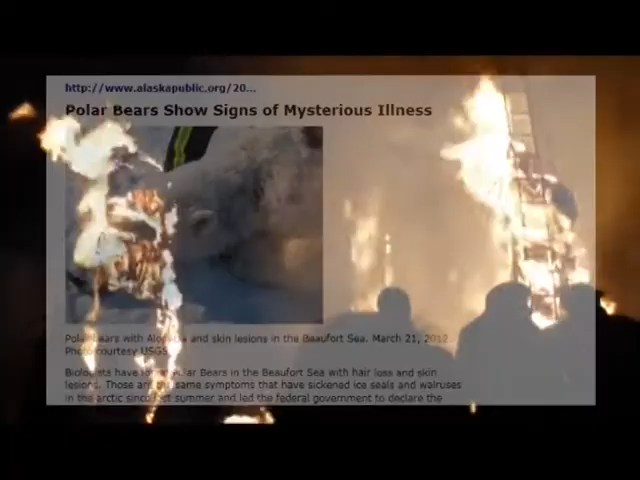 http://www.alaskapublic.org/20...
Polar Bears Show Signs of Mysterious Illness
Polar Bears with Alopecia and skin lesions in the Beaufort Sea. March 21, 2012.
Photo courtesy USGS
Biologists have found Polar Bears in the Beaufort Sea with hair loss and skin
lesions. Those are the same symptoms that have sickened ice seals and walruses
in the arctic since last summer and led the federal government to declare the